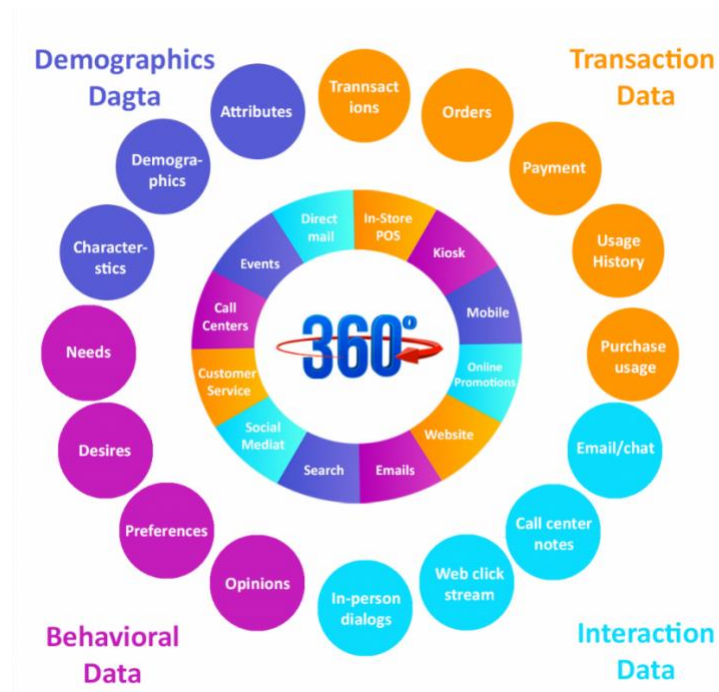 Demographics
Dagta
Transaction
Data
Trannsact
ions
Orders
Payment
Usage
History
Purchase
usage
Email/chat
Call center
notes
Web click
stream
In-person
dialogs
Opinions
Preferences
Desires
Needs
Character-
stics
Demogra-
phics
Attributes
Direct
mail
In-Store
POS
Kiosk
Mobile
Online
Promotions
Website
Emails
Search
Social
Mediat
Customer
Service
Call
Centers
Events
360°
Behavioral
Data
Interaction
Data